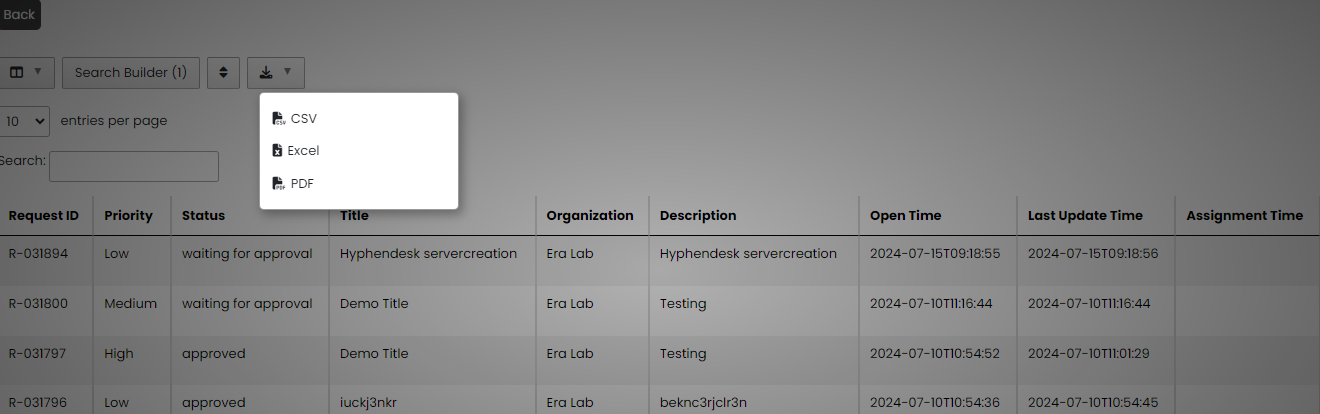 Back
Search Builder (1)
10 entries per page
CSV
Search:
Excel
PDF
Request ID Priority Status Title Organization Description Open Time Last Update Time Assignment Time
R-031894 Low waiting for approval Hyphendesk servercreation Era Lab Hyphendesk servercreation 2024-07-15T09:18:55 2024-07-15T09:18:56
R-031800 Medium waiting for approval Demo Title Era Lab Testing 2024-07-10T11:16:44 2024-07-10T11:16:44
R-031797 High approved Demo Title Era Lab Testing 2024-07-10T10:54:52 2024-07-10T11:01:29
R-031796 Low approved iuckj3nkr Era Lab beknc3rjclr3n 2024-07-10T10:54:36 2024-07-10T10:54:45